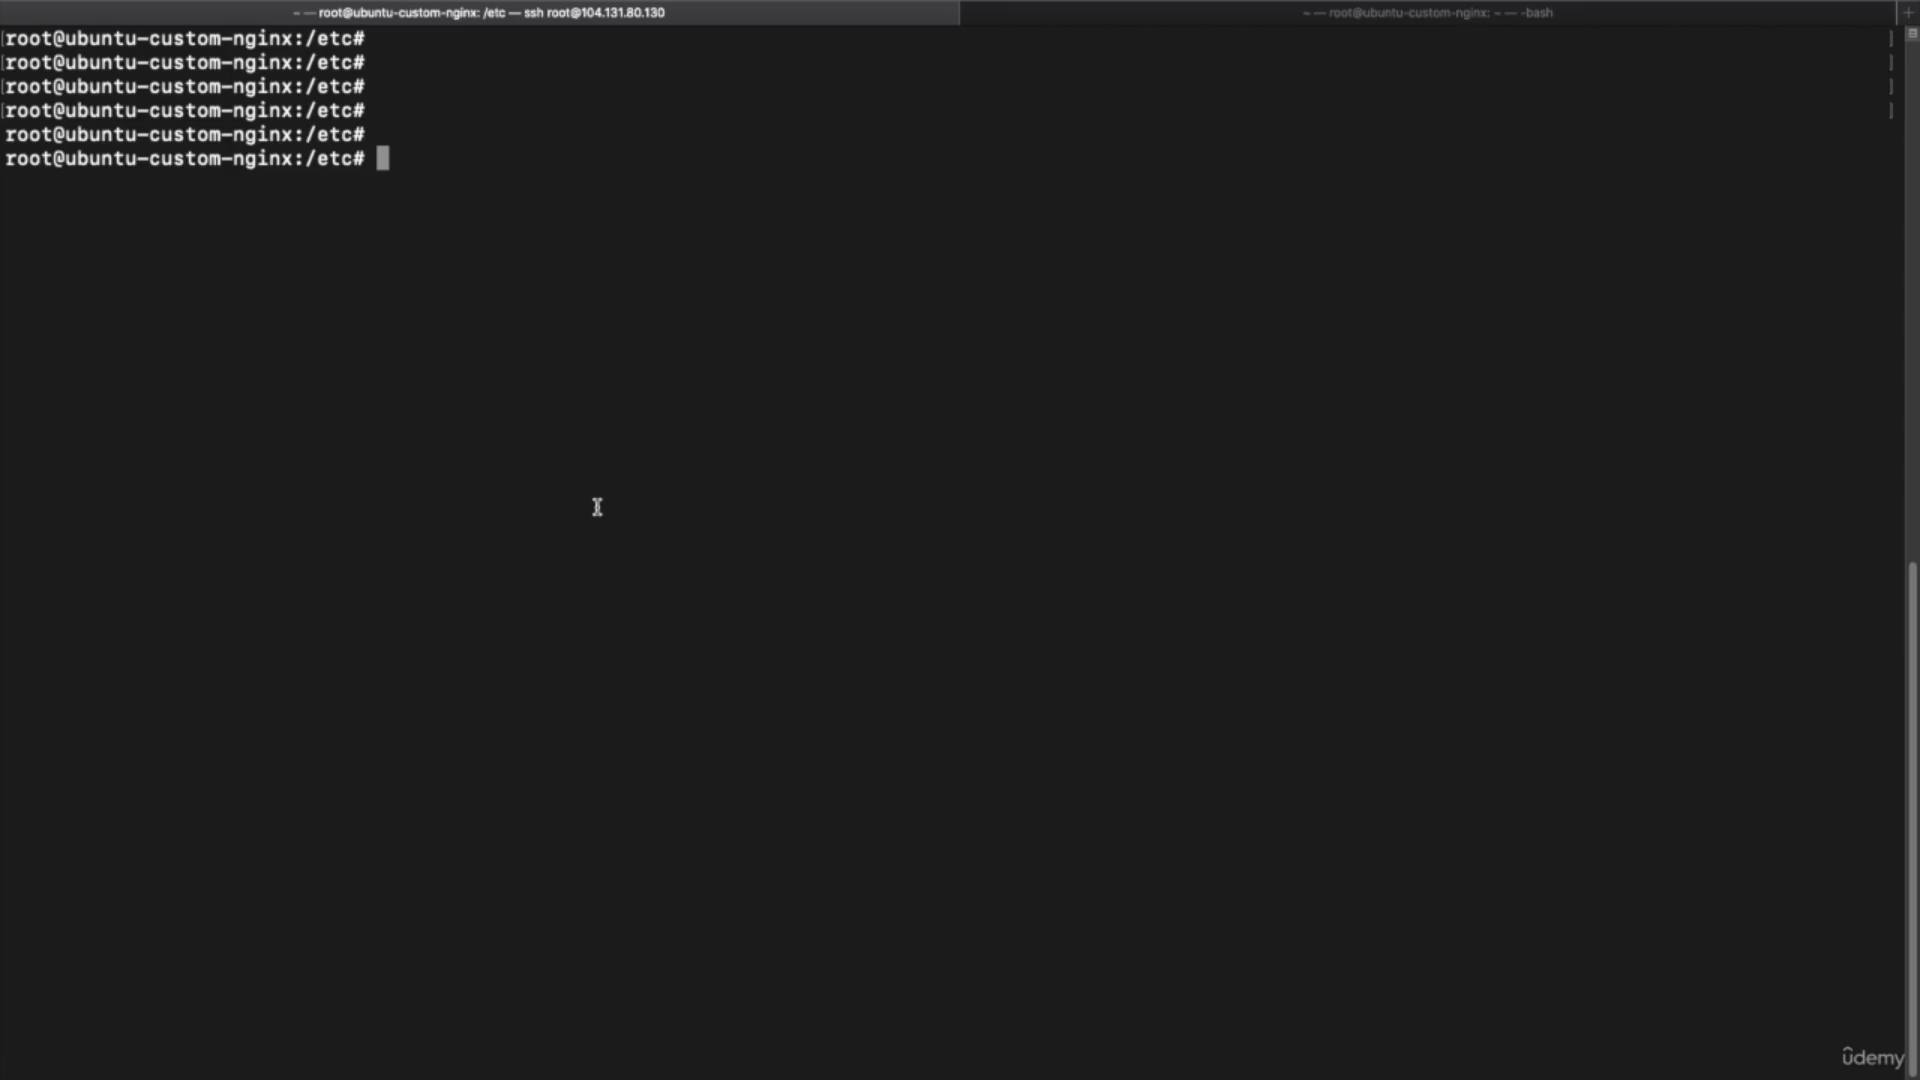 ~ — root@ubuntu-custom-nginx: /etc — ssh root@104.131.80.130
~ — root@ubuntu-custom-nginx: ~ — -bash
root@ubuntu-custom-nginx:/etc#
root@ubuntu-custom-nginx:/etc#
root@ubuntu-custom-nginx:/etc#
root@ubuntu-custom-nginx:/etc#
root@ubuntu-custom-nginx:/etc#
root@ubuntu-custom-nginx:/etc#
ûdemy